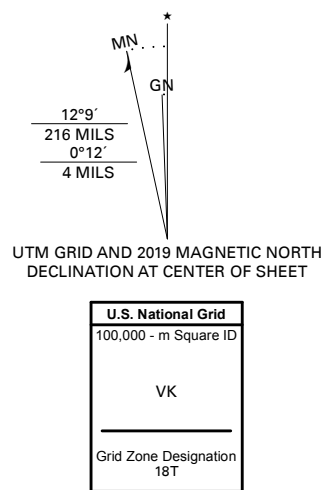 ★
MN
GN
12°9´
216 MILS
0°12´
4 MILS
UTM GRID AND 2019 MAGNETIC NORTH
DECLINATION AT CENTER OF SHEET
U.S. National Grid
100,000 - m Square ID
VK
Grid Zone Designation
18T